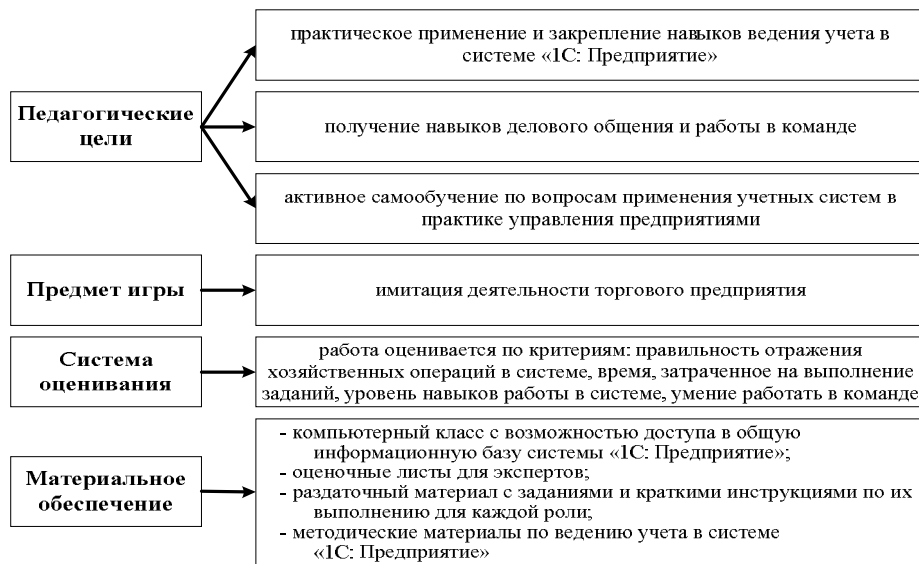 Педагогические
цели
практическое применение и закрепление навыков ведения учета в
системе «1С: Предприятие»
получение навыков делового общения и работы в команде
активное самообучение по вопросам применения учетных систем в
практике управления предприятиями
Предмет игры
имитация деятельности торгового предприятия
Система
оценивания
работа оценивается по критериям: правильность отражения
хозяйственных операций в системе, время, затраченное на выполнение
заданий, уровень навыков работы в системе, умение работать в команде
Материальное
обеспечение
- компьютерный класс с возможностью доступа в общую
информационную базу системы «1С: Предприятие»;
- оценочные листы для экспертов;
- раздаточный материал с заданиями и краткими инструкциями по их
выполнению для каждой роли;
- методические материалы по ведению учета в системе
«1С: Предприятие»